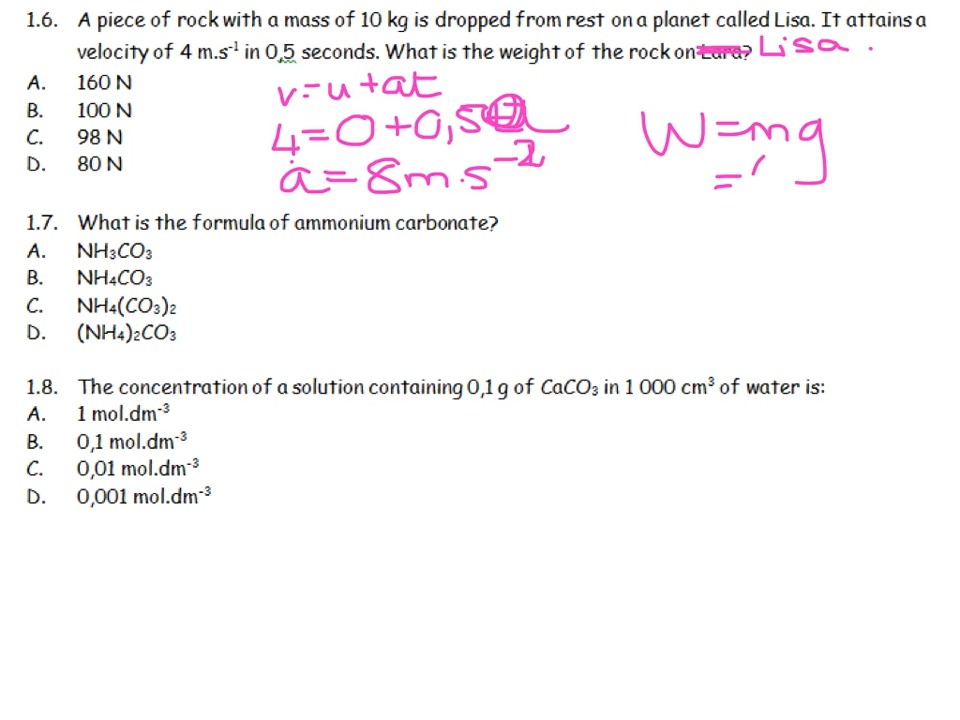 1.6. A piece of rock with a mass of 10 kg is dropped from rest on a planet called Lisa. It attains a
velocity of 4 m.s⁻¹ in 0,5 seconds. What is the weight of the rock on Lara? Lisa .
A. 160 N
B. 100 N
C. 98 N
D. 80 N
v=u+at
4=0+0,5a
a=8m.s⁻²
W=mg
=
1.7. What is the formula of ammonium carbonate?
A. NH₃CO₃
B. NH₄CO₃
C. NH₄(CO₃)₂
D. (NH₄)₂CO₃
1.8. The concentration of a solution containing 0,1 g of CaCO₃ in 1 000 cm³ of water is:
A. 1 mol.dm⁻³
B. 0,1 mol.dm⁻³
C. 0,01 mol.dm⁻³
D. 0,001 mol.dm⁻³